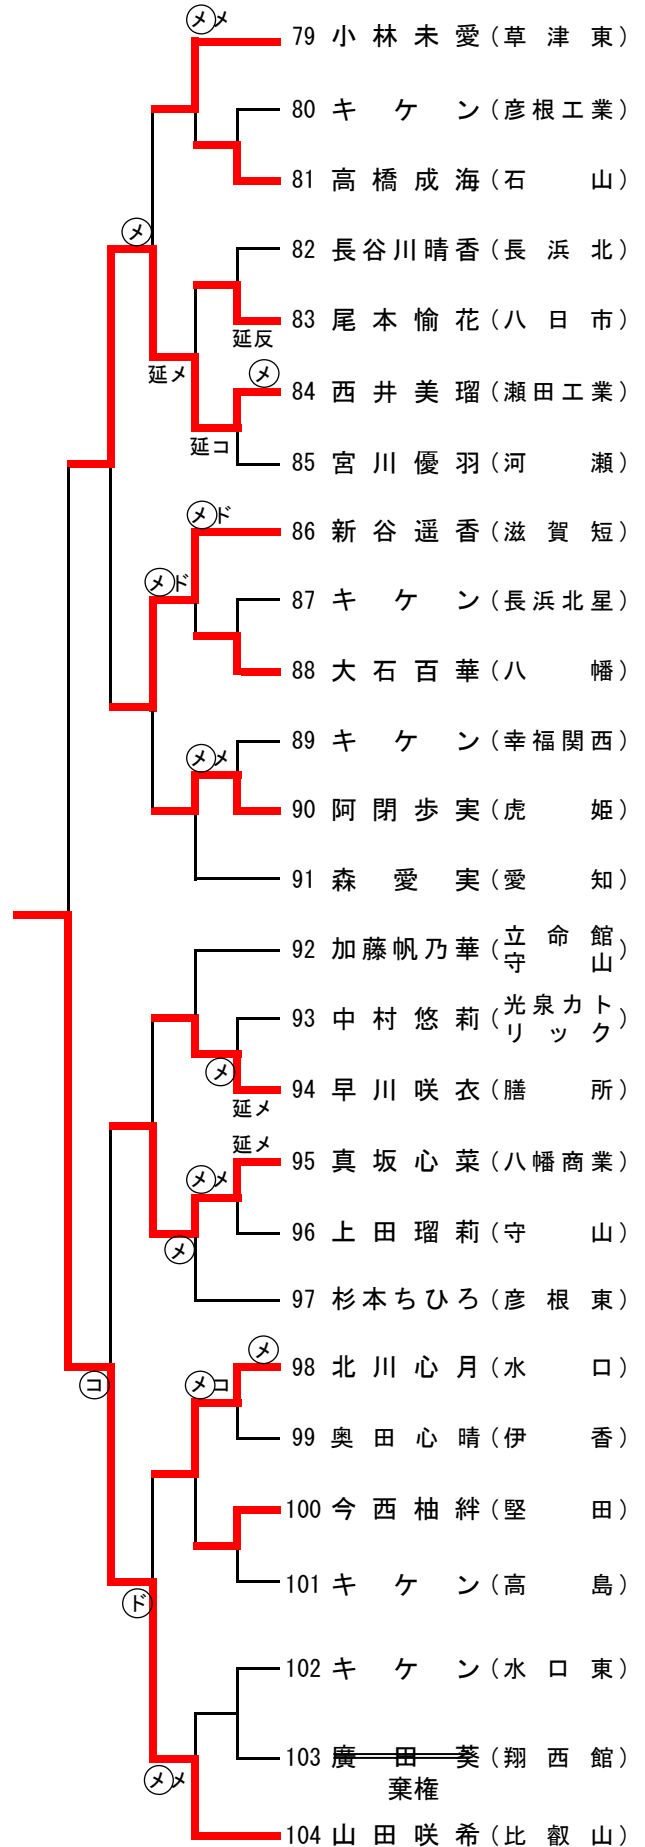 メメ
79 小林未愛(草津東)
80 キケン(彦根工業)
81 高橋成海(石山)
メ
82 長谷川晴香(長浜北)
83 尾本愉花(八日市)
延反
延メ
メ
84 西井美瑠(瀬田工業)
延コ
85 宮川優羽(河瀬)
メド
86 新谷遥香(滋賀短)
メド
87 キケン(長浜北星)
88 大石百華(八幡)
89 キケン(幸福関西)
メメ
90 阿閉歩実(虎姫)
91 森愛実(愛知)
92 加藤帆乃華(立命館守山)
93 中村悠莉(光泉カトリック)
メ
94 早川咲衣(膳所)
延メ
延メ
95 真坂心菜(八幡商業)
メメ
96 上田瑠莉(守山)
メ
97 杉本ちひろ(彦根東)
メ
98 北川心月(水口)
コ
メコ
99 奥田心晴(伊香)
100 今西柚絆(堅田)
101 キケン(高島)
ド
102 キケン(水口東)
103 廣田葵(翔西館)
棄権
メメ
104 山田咲希(比叡山)